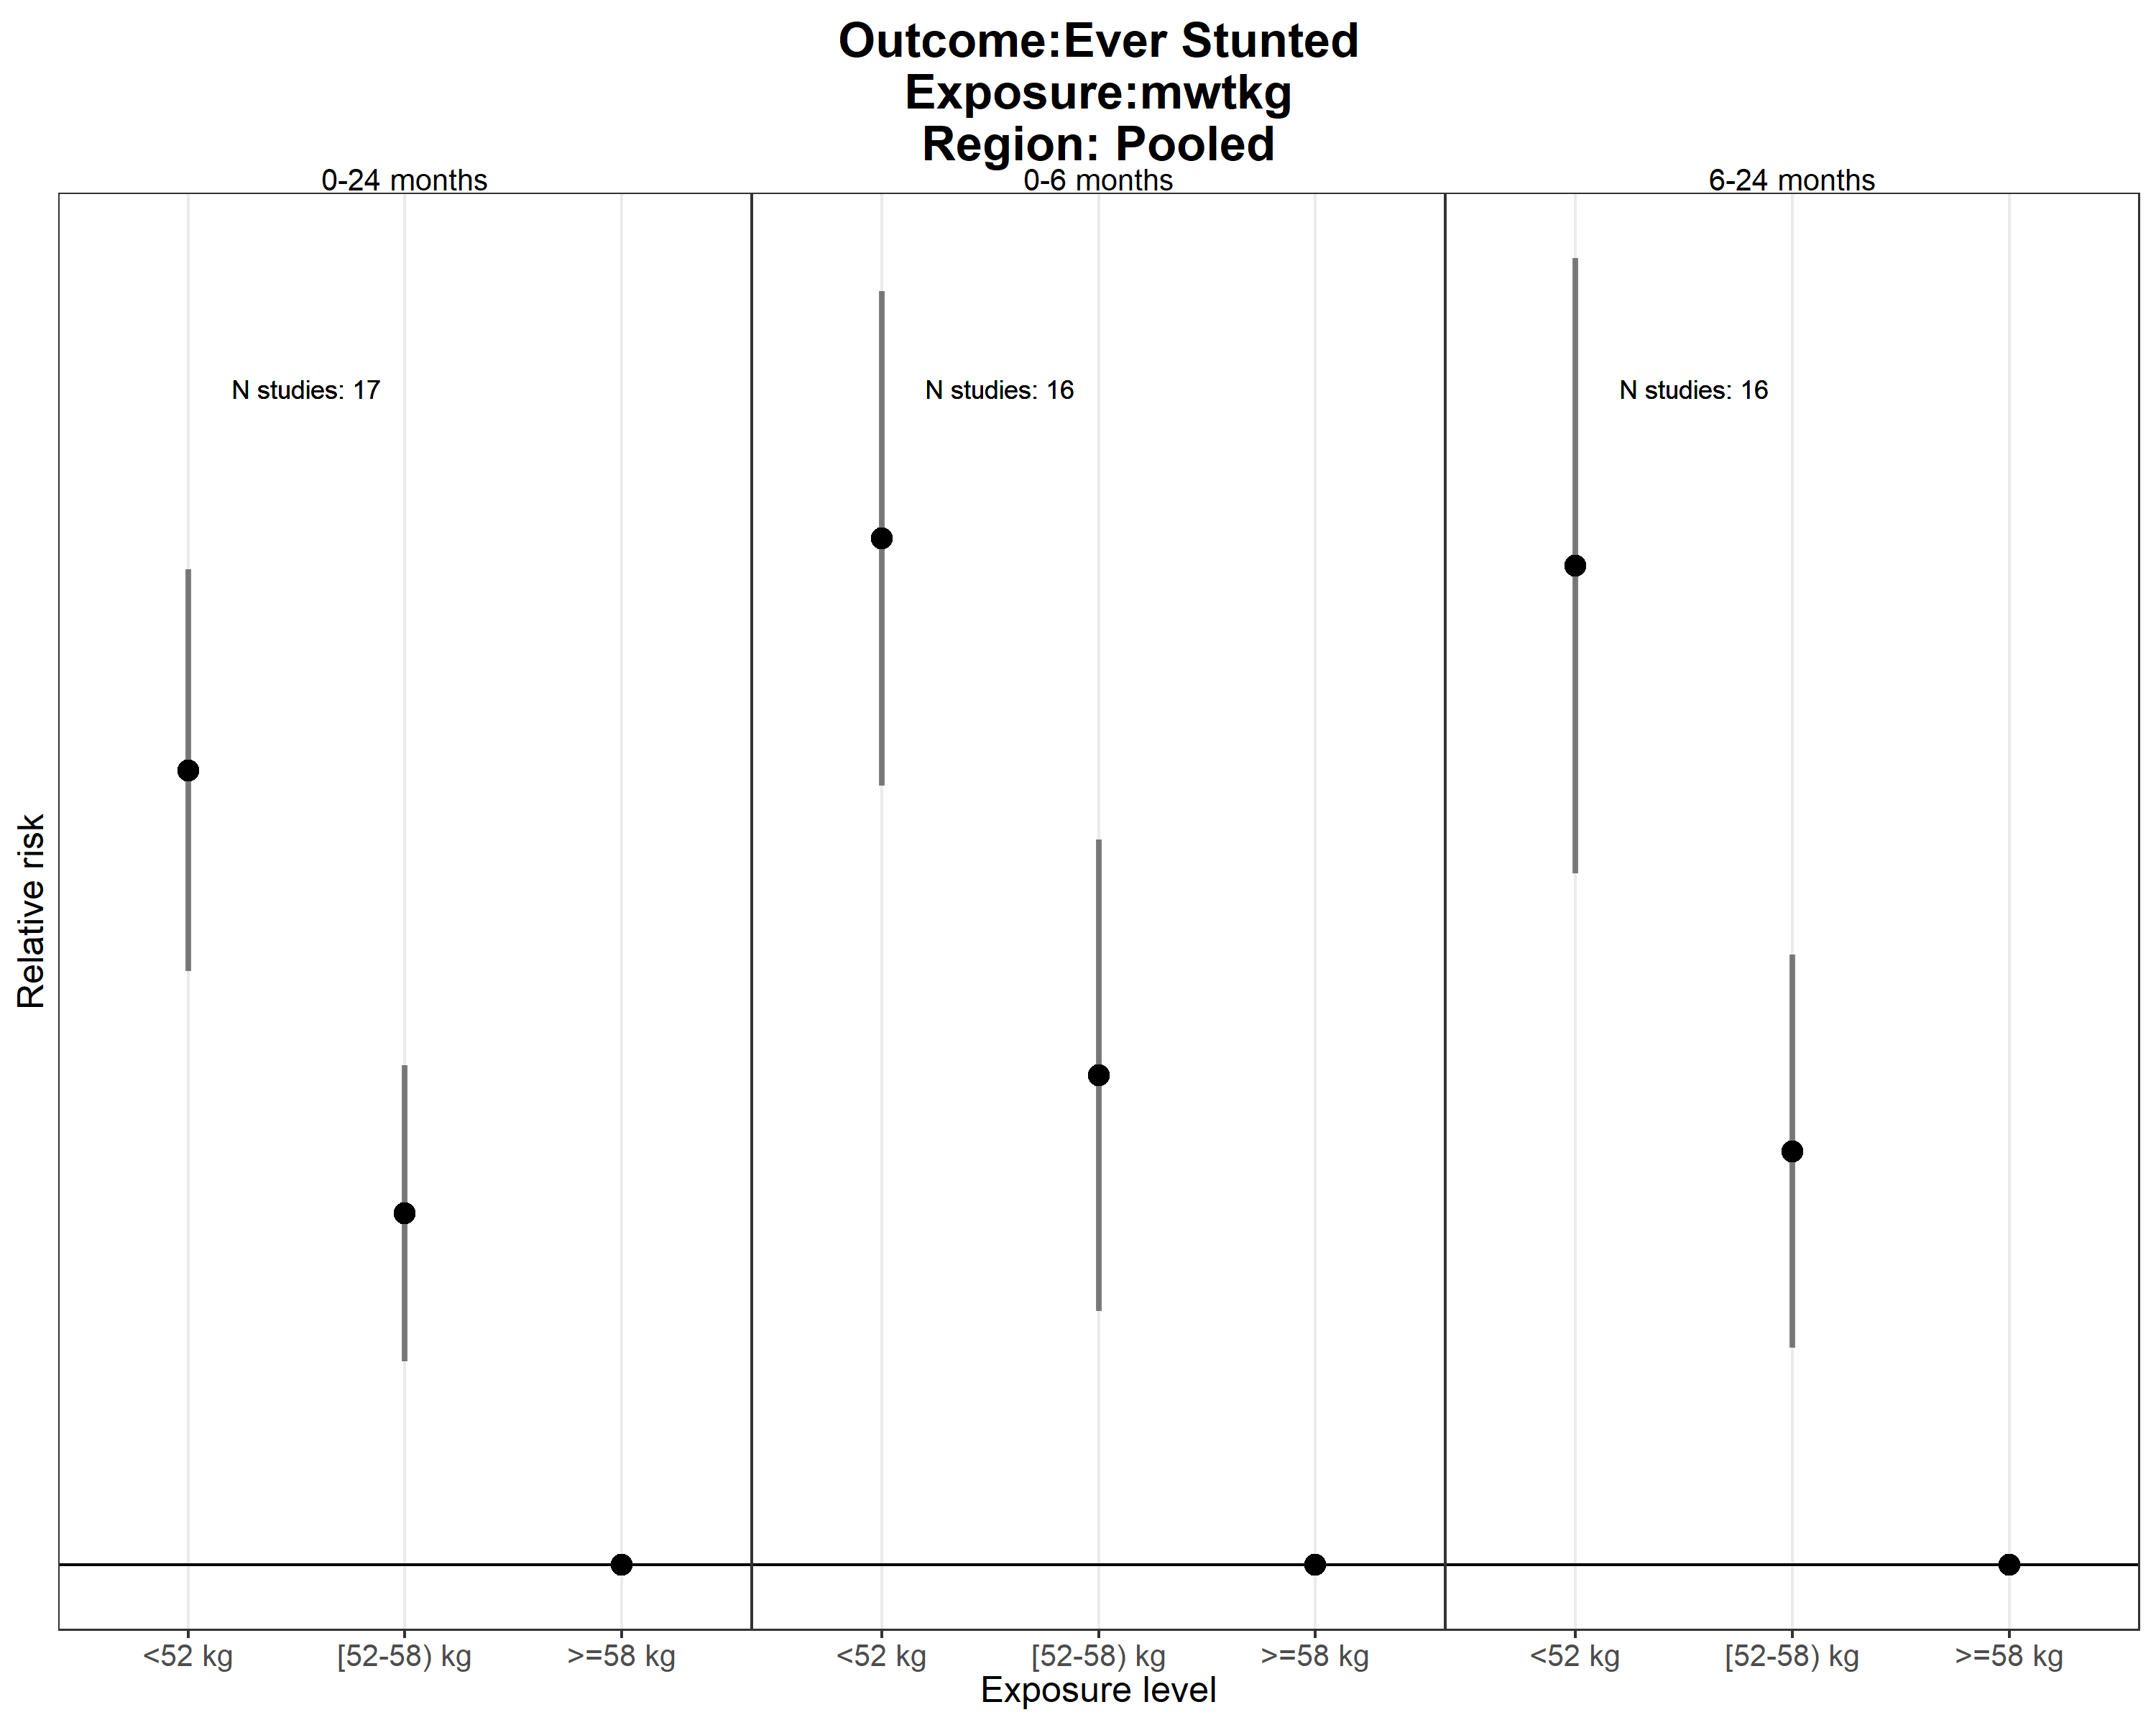 Outcome:Ever Stunted
Exposure:mwtkg
Region: Pooled
0-24 months
0-6 months
6-24 months
N studies: 17
N studies: 16
N studies: 16
Relative risk
<52 kg
[52-58) kg
>=58 kg
<52 kg
[52-58) kg
>=58 kg
<52 kg
[52-58) kg
>=58 kg
Exposure level